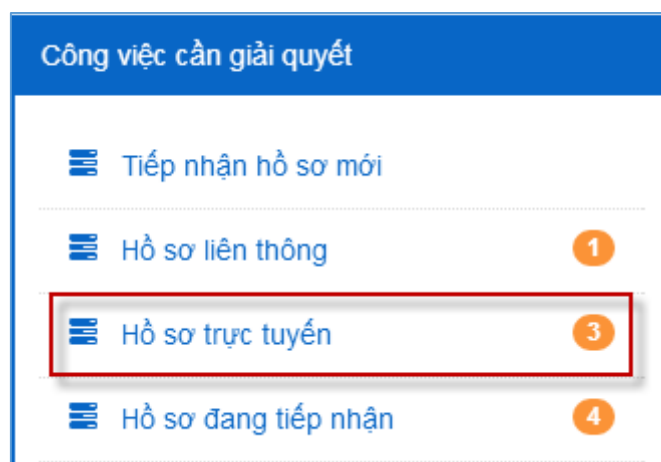 Công việc cần giải quyết
Tiếp nhận hồ sơ mới
Hồ sơ liên thông 1
Hồ sơ trực tuyến 3
Hồ sơ đang tiếp nhận 4